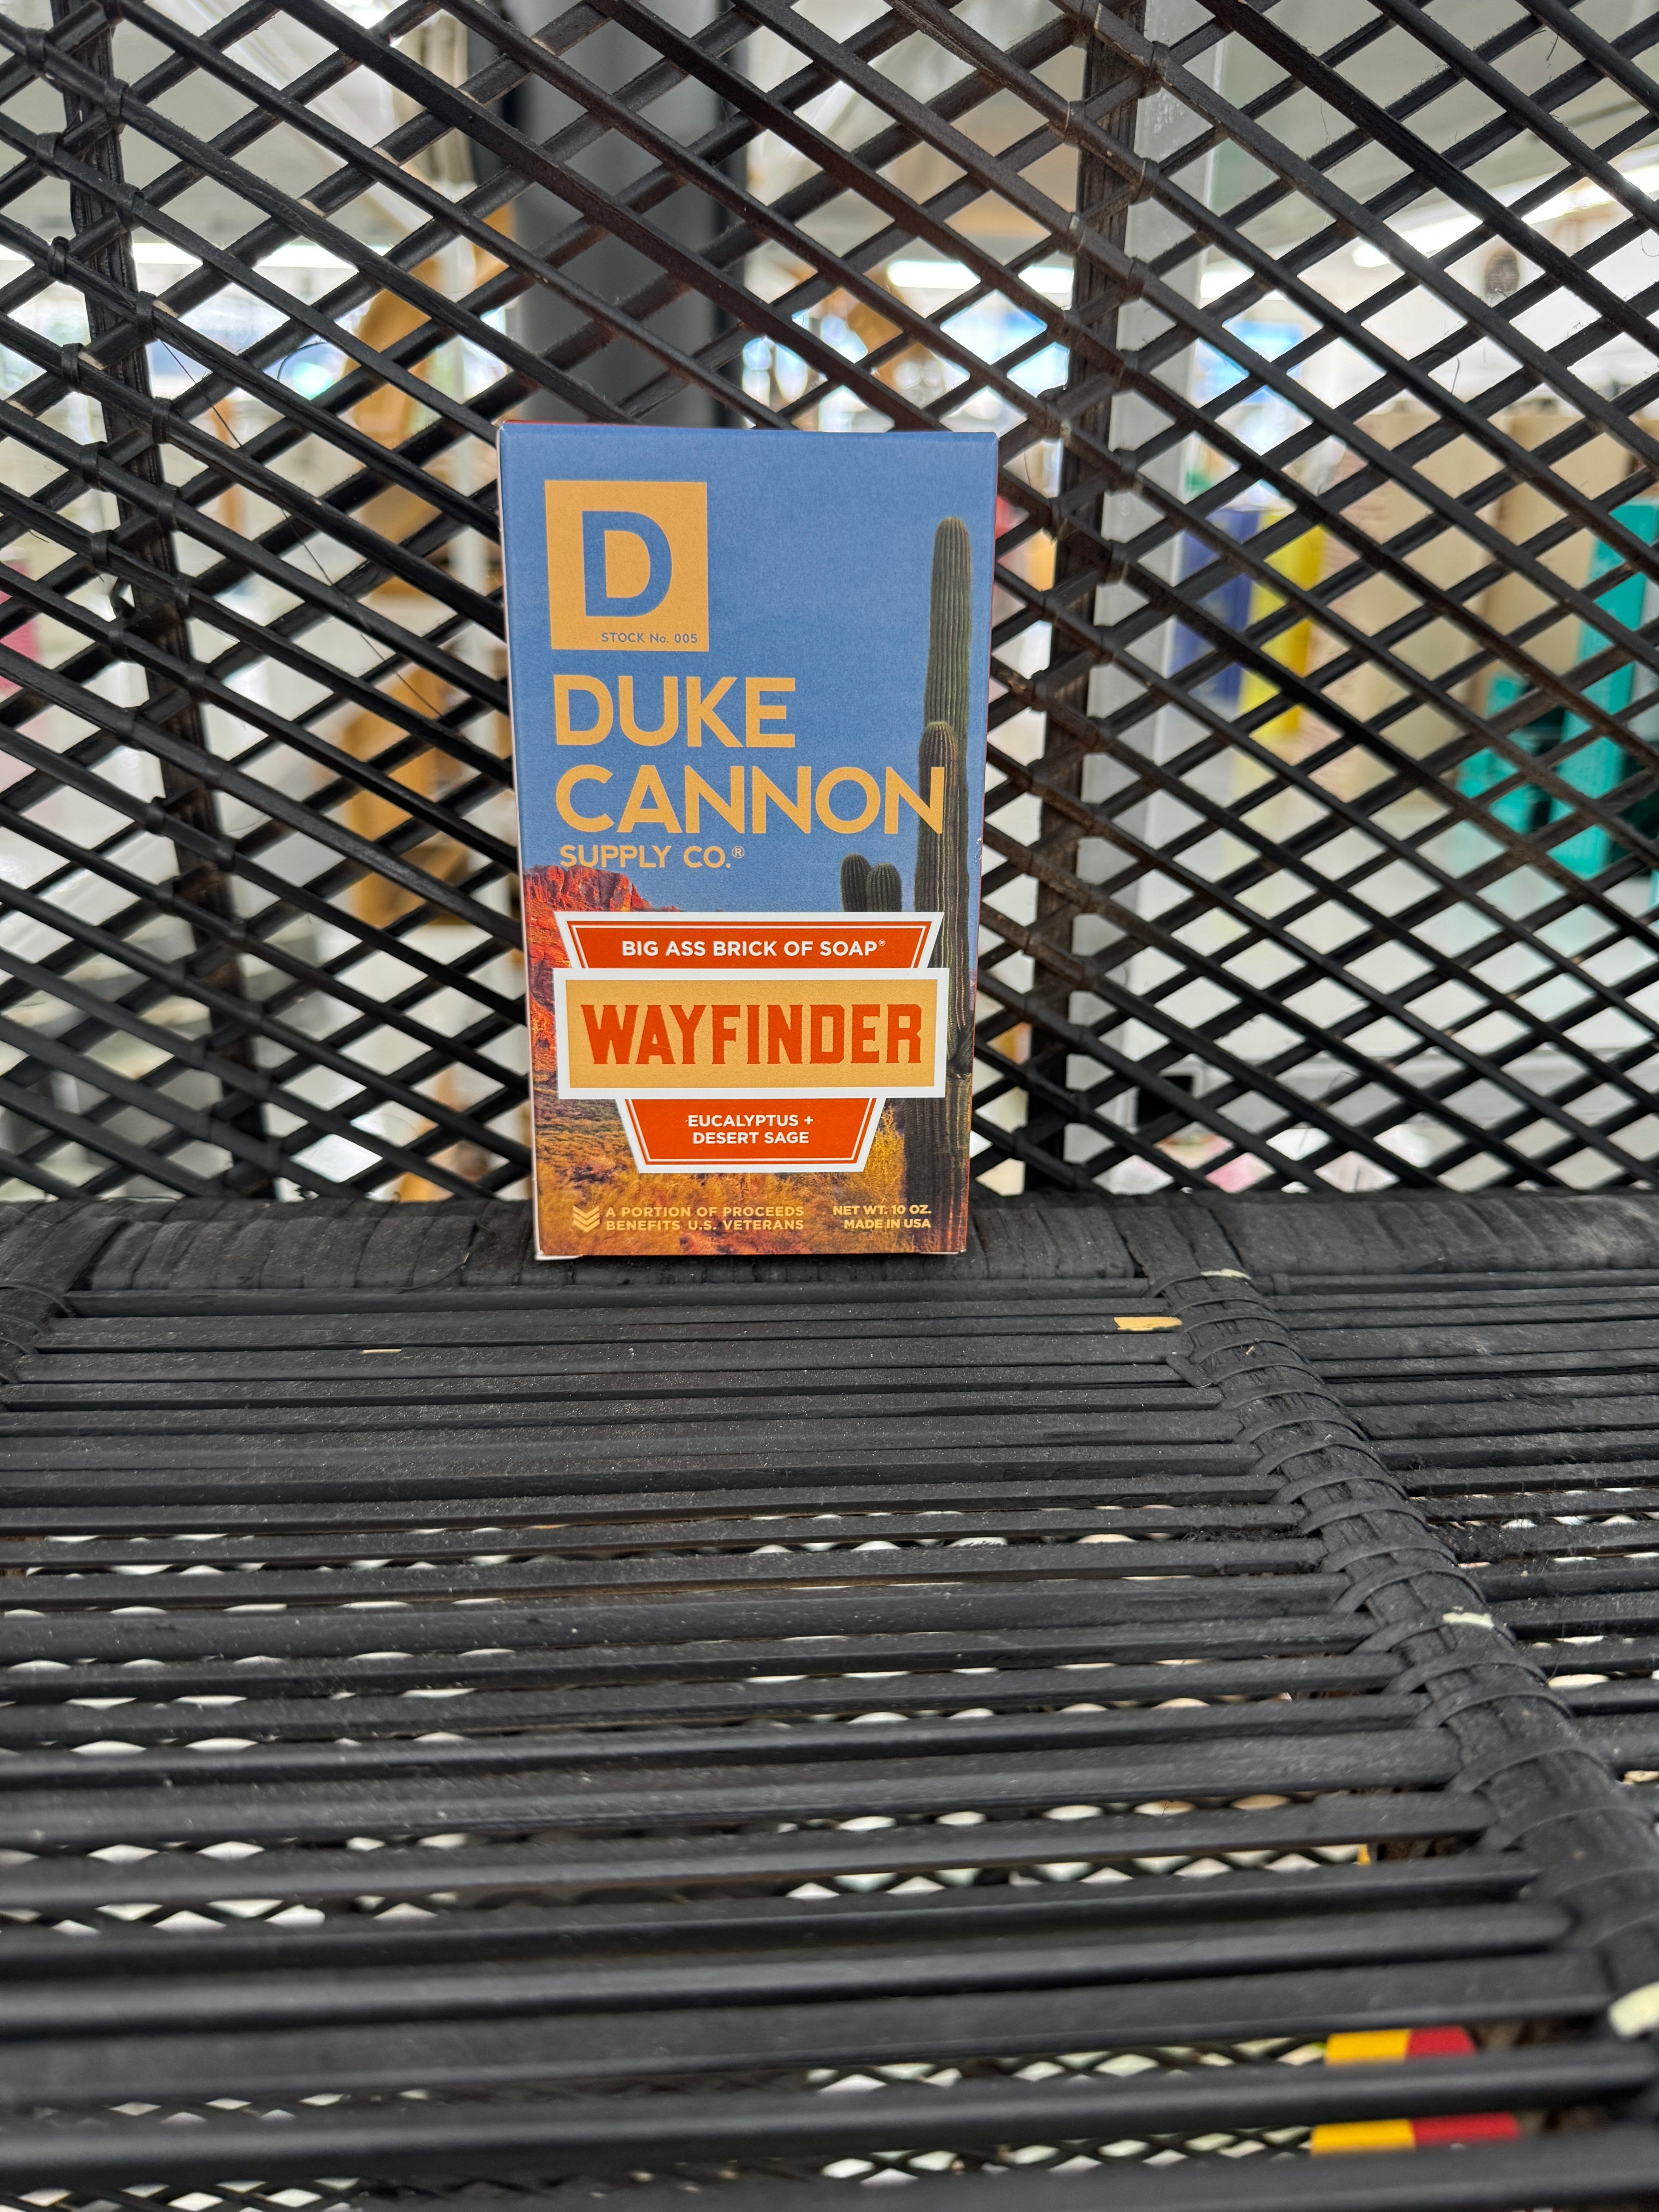 D
STOCK No. 005
DUKE
CANNON
SUPPLY CO.®
BIG ASS BRICK OF SOAP®
WAYFINDER
EUCALYPTUS +
DESERT SAGE
A PORTION OF PROCEEDS
BENEFITS U.S. VETERANS
NET WT. 10 OZ.
MADE IN USA